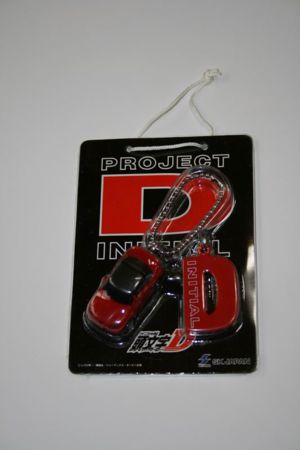 PROJECT
D
INITIAL
D
INITIAL
頭文字D
SK JAPAN